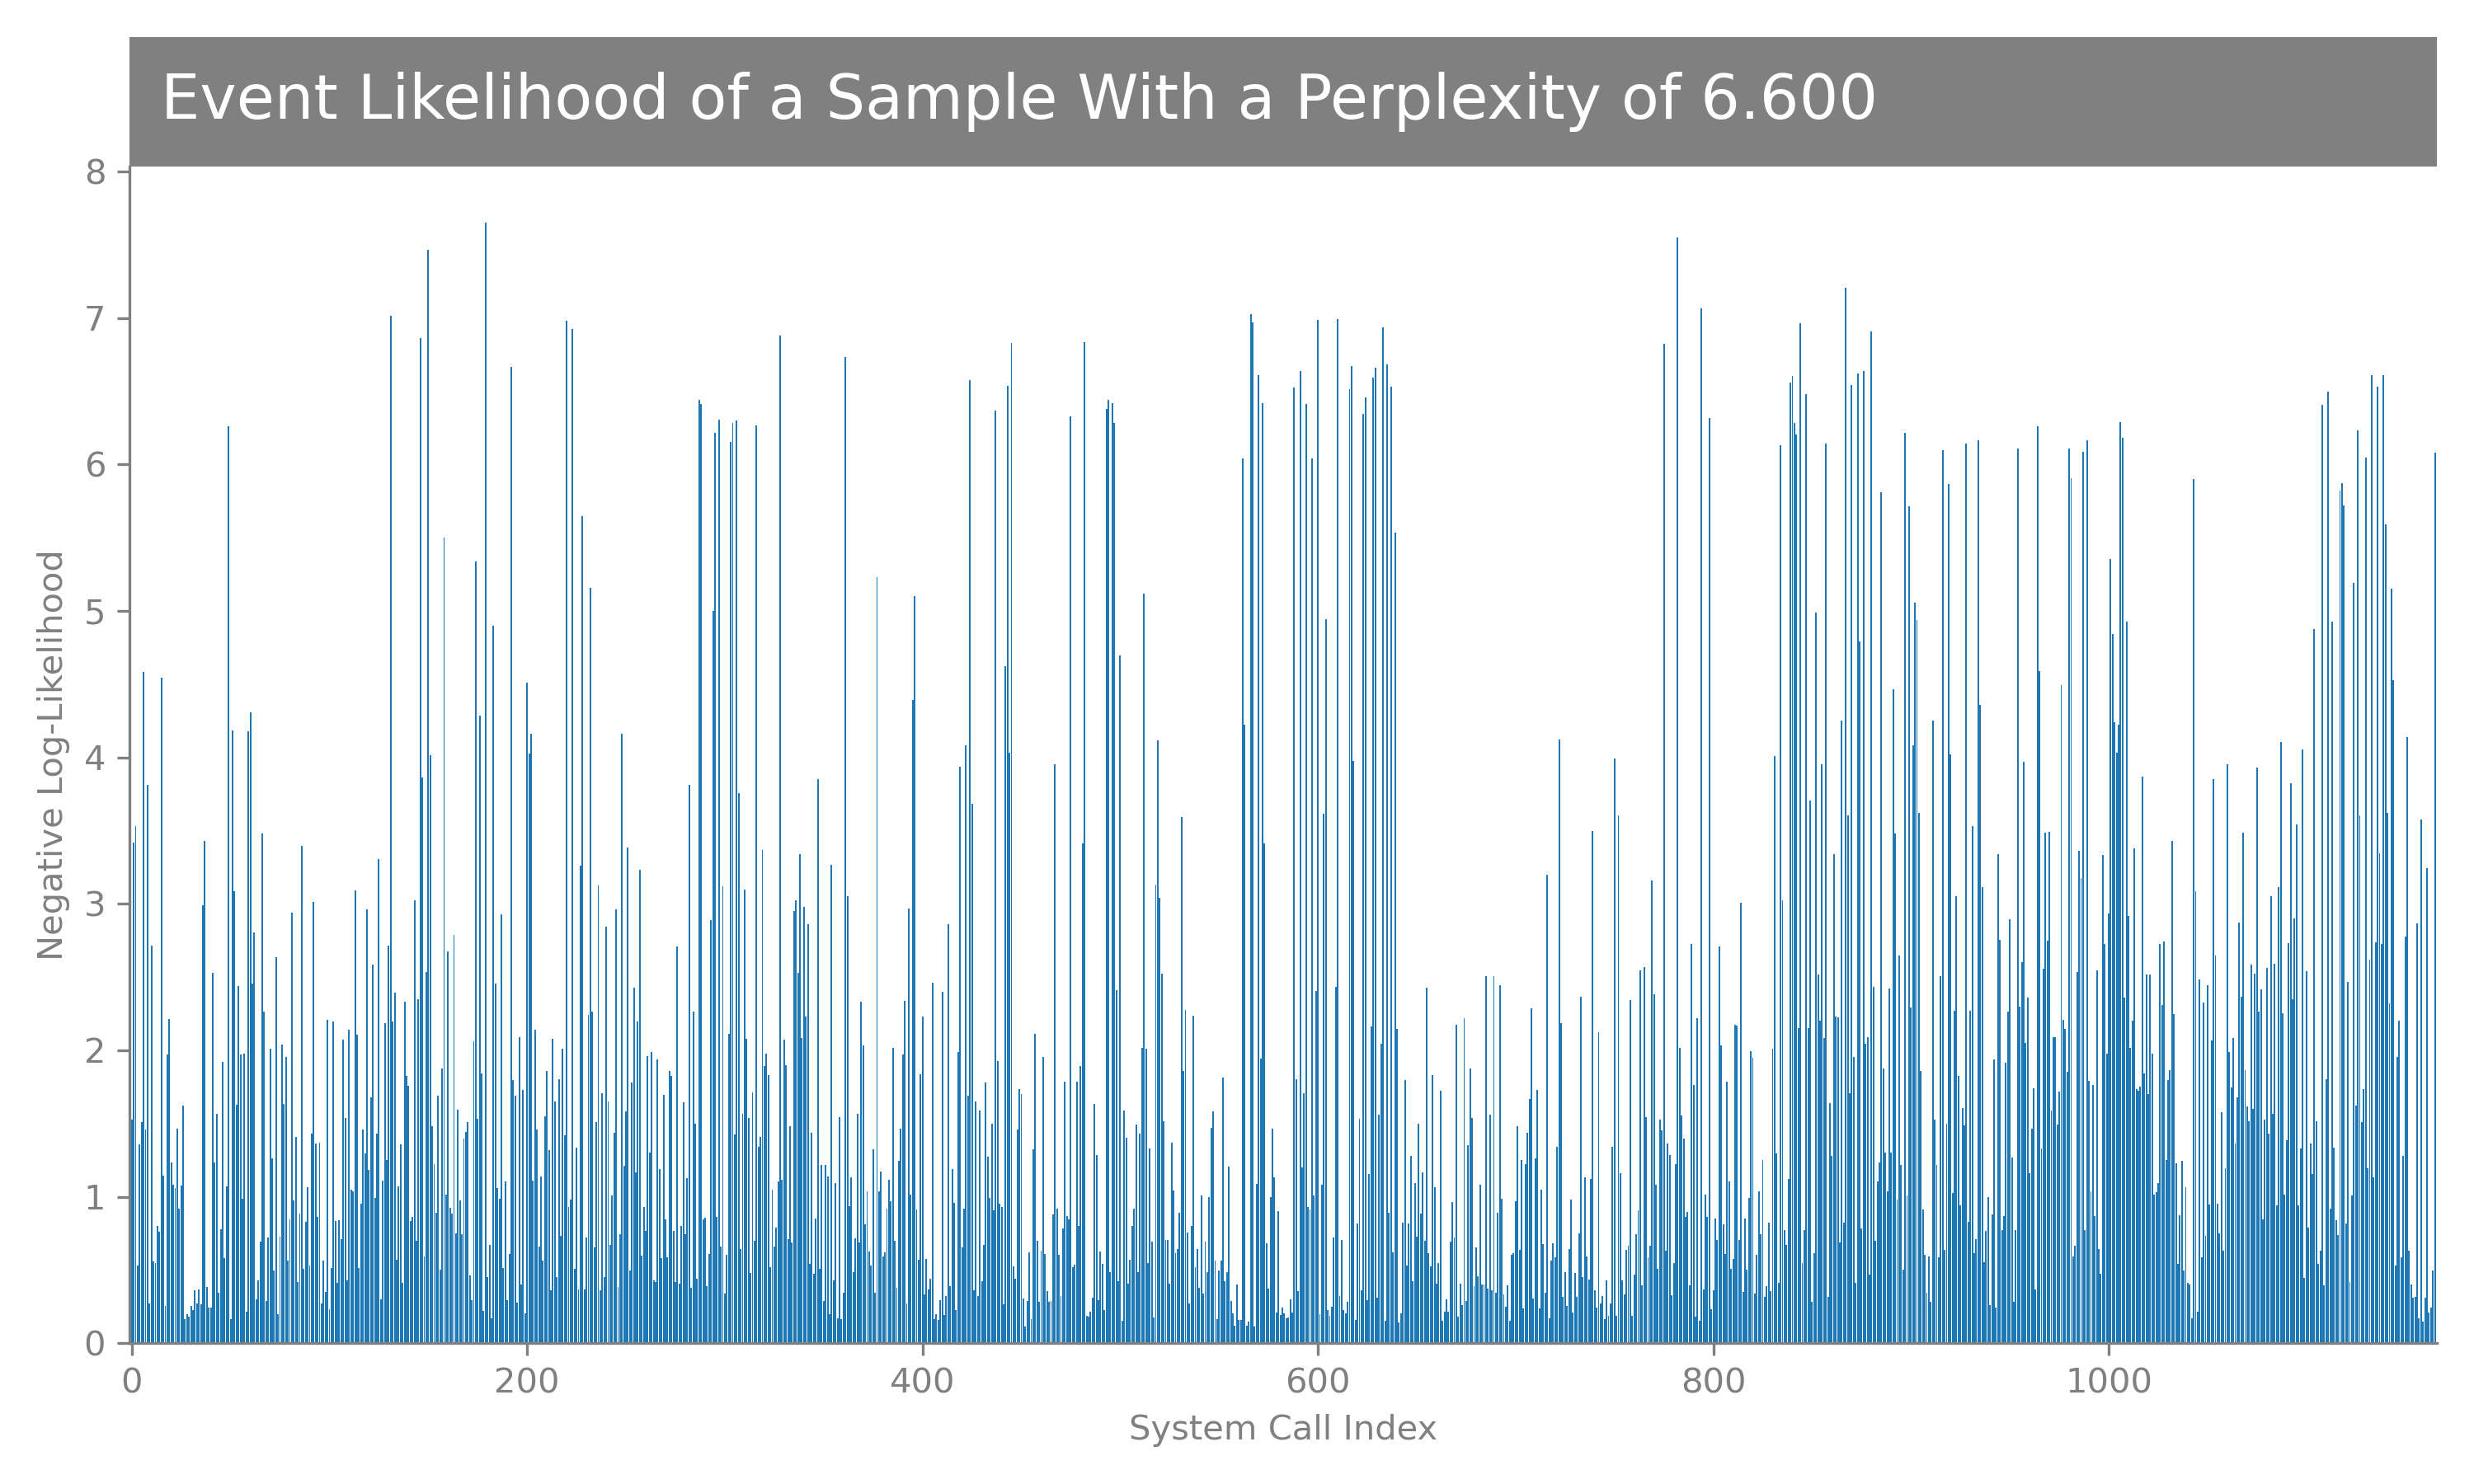 Event Likelihood of a Sample With a Perplexity of 6.600
8
7
6
5
4
3
2
1
0
Negative Log-Likelihood
0 200 400 600 800 1000
System Call Index